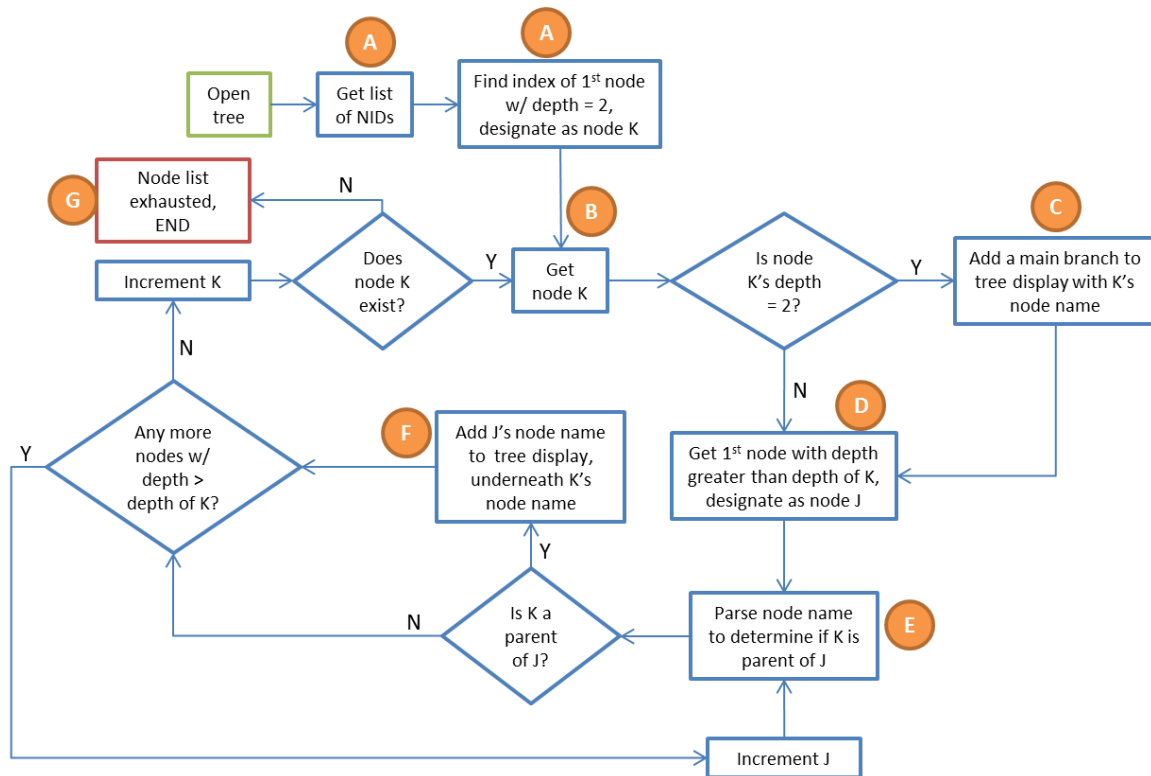 A
A
Open
tree
Get list
of NIDs
Find index of 1st node
w/ depth = 2,
designate as node K
G
Node list
exhausted,
END
N
B
C
Increment K
Does
node K
exist?
Y
Get
node K
Is node
K's depth
= 2?
Y
Add a main branch to
tree display with K's
node name
N
N
D
Any more
nodes w/
depth >
depth of K?
Y
F
Add J's node name
to tree display,
underneath K's
node name
Get 1st node with depth
greater than depth of K,
designate as node J
Y
N
Is K a
parent
of J?
Parse node name
to determine if K is
parent of J
E
Increment J